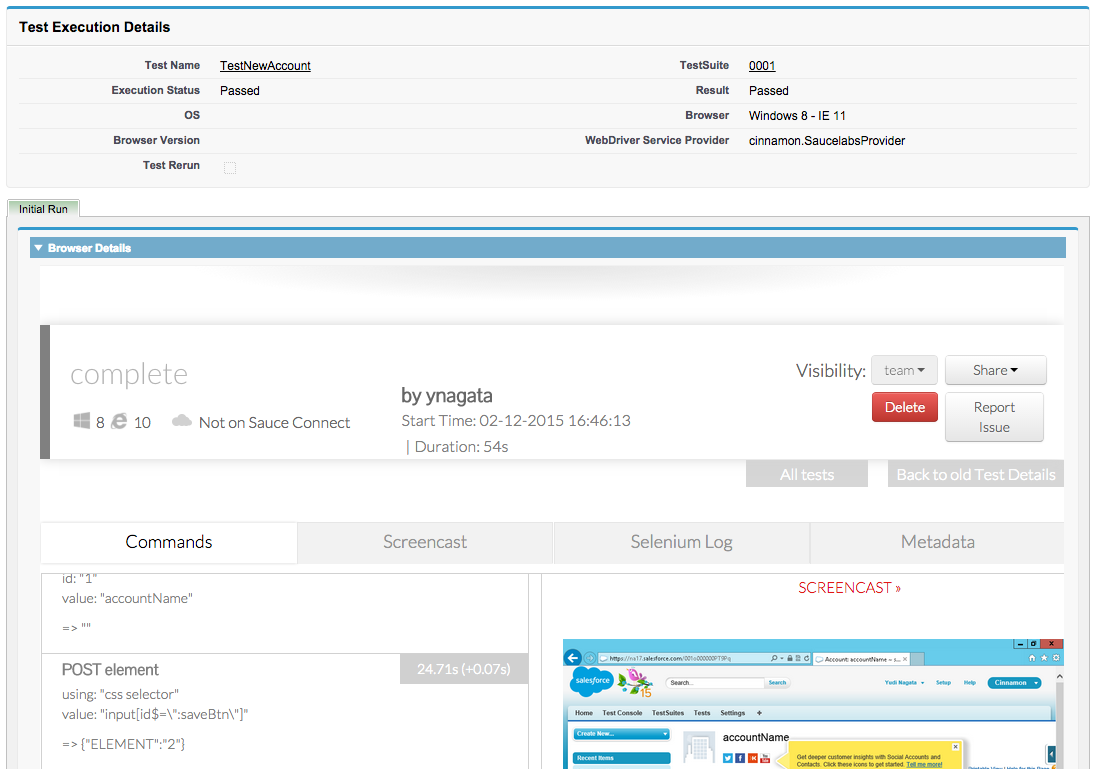 Test Execution Details
Test Name TestNewAccount TestSuite 0001
Execution Status Passed Result Passed
OS Browser Windows 8 - IE 11
Browser Version WebDriver Service Provider cinnamon.SaucelabsProvider
Test Rerun
Initial Run
Browser Details
complete
8 10 Not on Sauce Connect
by ynagata
Start Time: 02-12-2015 16:46:13
| Duration: 54s
Visibility: team Share
Delete Report Issue
All tests Back to old Test Details
Commands Screencast Selenium Log Metadata
id: "1"
value: "accountName"
=> ""
POST element 24.71s (+0.07s)
using: "css selector"
value: "input[id$=\":saveBtn\"]"
=> {"ELEMENT":"2"}
SCREENCAST »
Account: accountName ~ s...
salesforce 15 Search... Search Yudi Nagata Setup Help Cinnamon
Home Test Console TestSuites Tests Settings +
Create New...
Recent Items
accountName
Get deeper customer insights with Social Accounts and
Contacts. Click these icons to get started. Tell me more!